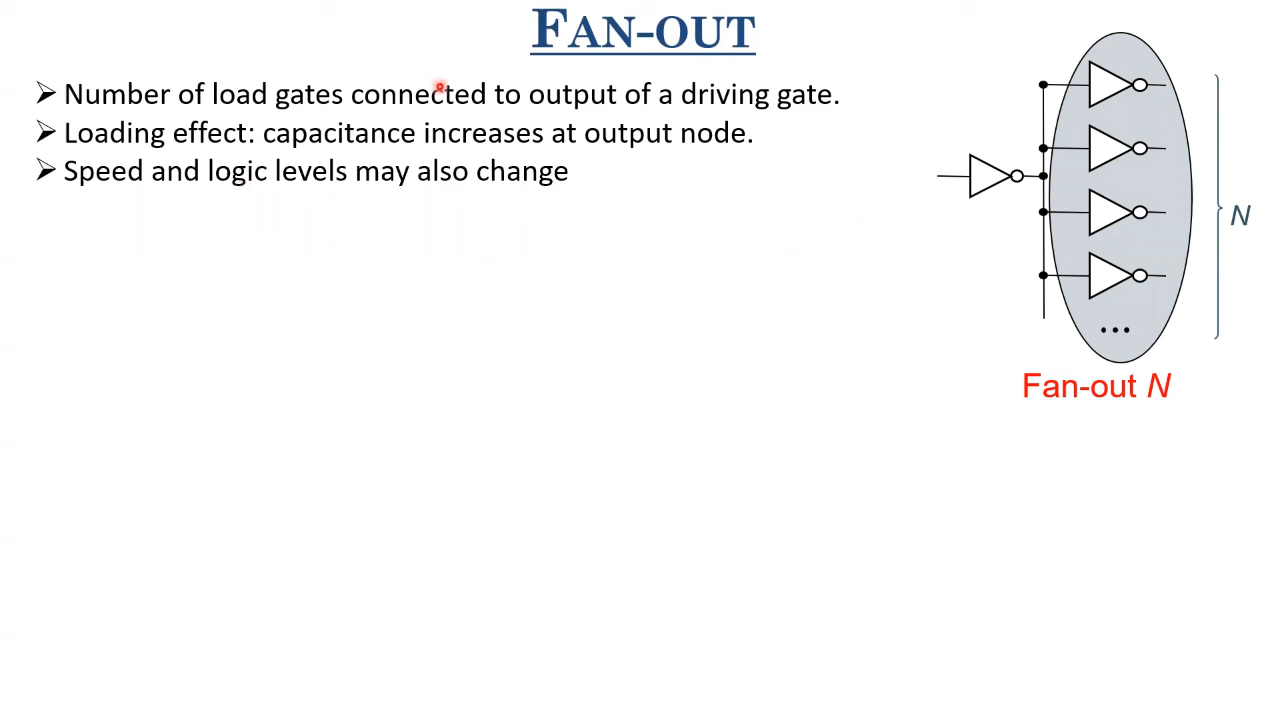 FAN-OUT
➢ Number of load gates connected to output of a driving gate.
➢ Loading effect: capacitance increases at output node.
➢ Speed and logic levels may also change
N
...
Fan-out N